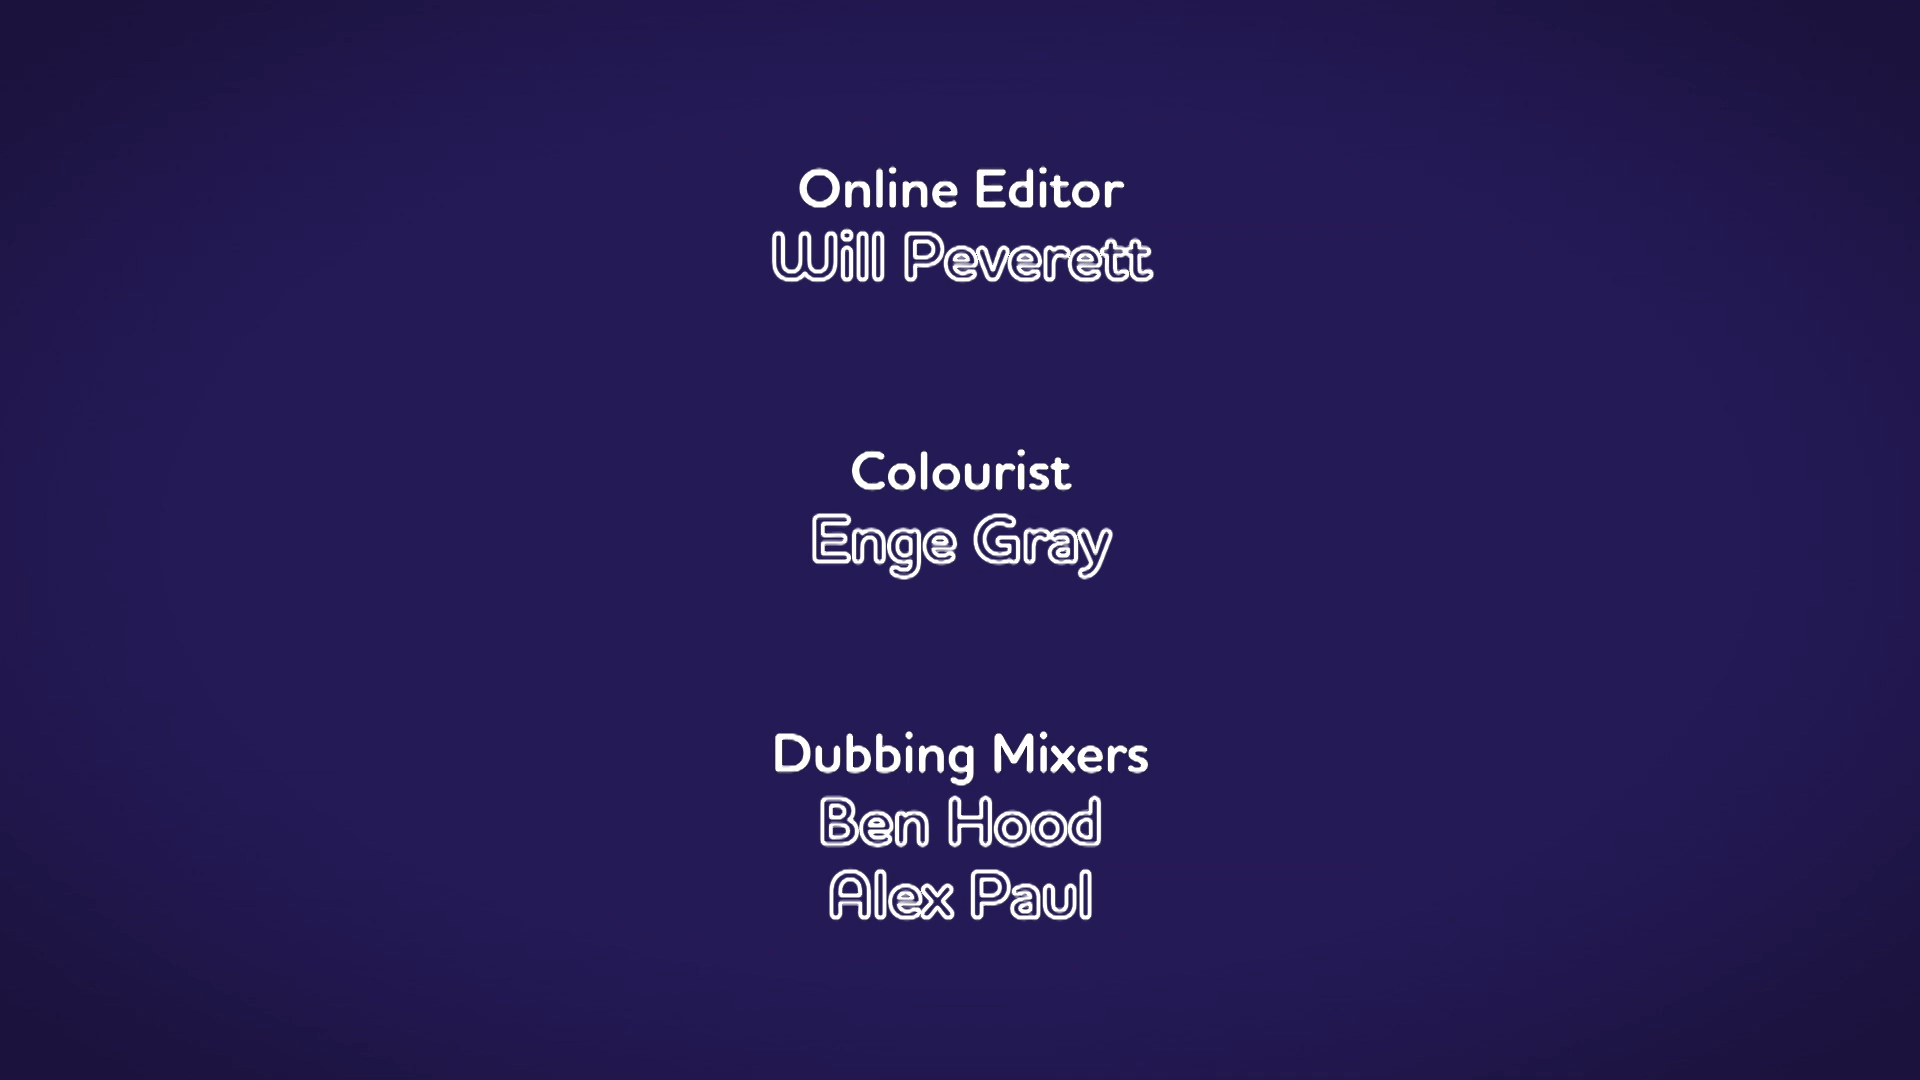 Online Editor
Will Peverett
Colourist
Enge Gray
Dubbing Mixers
Ben Hood
Alex Paul